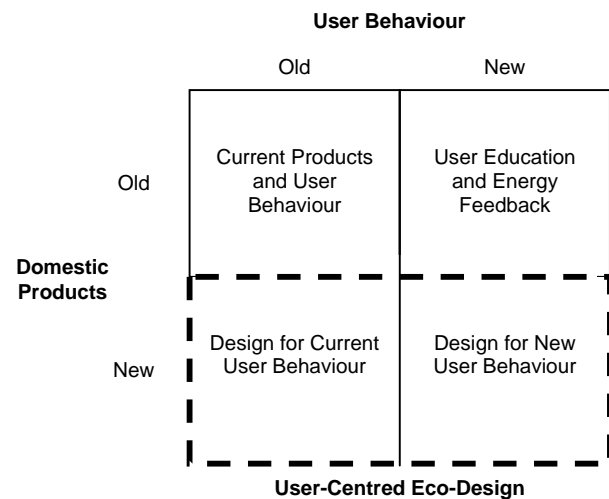 User Behaviour
Old New
Current Products
and User
Behaviour
User Education
and Energy
Feedback
Old
Domestic
Products
Design for Current
User Behaviour
Design for New
User Behaviour
New
User-Centred Eco-Design